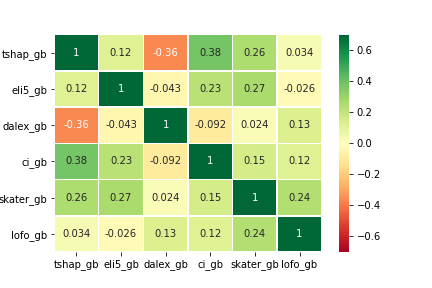 tshap_gb 1 0.12 -0.36 0.38 0.26 0.034
eli5_gb 0.12 1 -0.043 0.23 0.27 -0.026
dalex_gb -0.36 -0.043 1 -0.092 0.024 0.13
ci_gb 0.38 0.23 -0.092 1 0.15 0.12
skater_gb 0.26 0.27 0.024 0.15 1 0.24
lofo_gb 0.034 -0.026 0.13 0.12 0.24 1
tshap_gb eli5_gb dalex_gb ci_gb skater_gb lofo_gb
0.6
0.4
0.2
0.0
−0.2
−0.4
−0.6